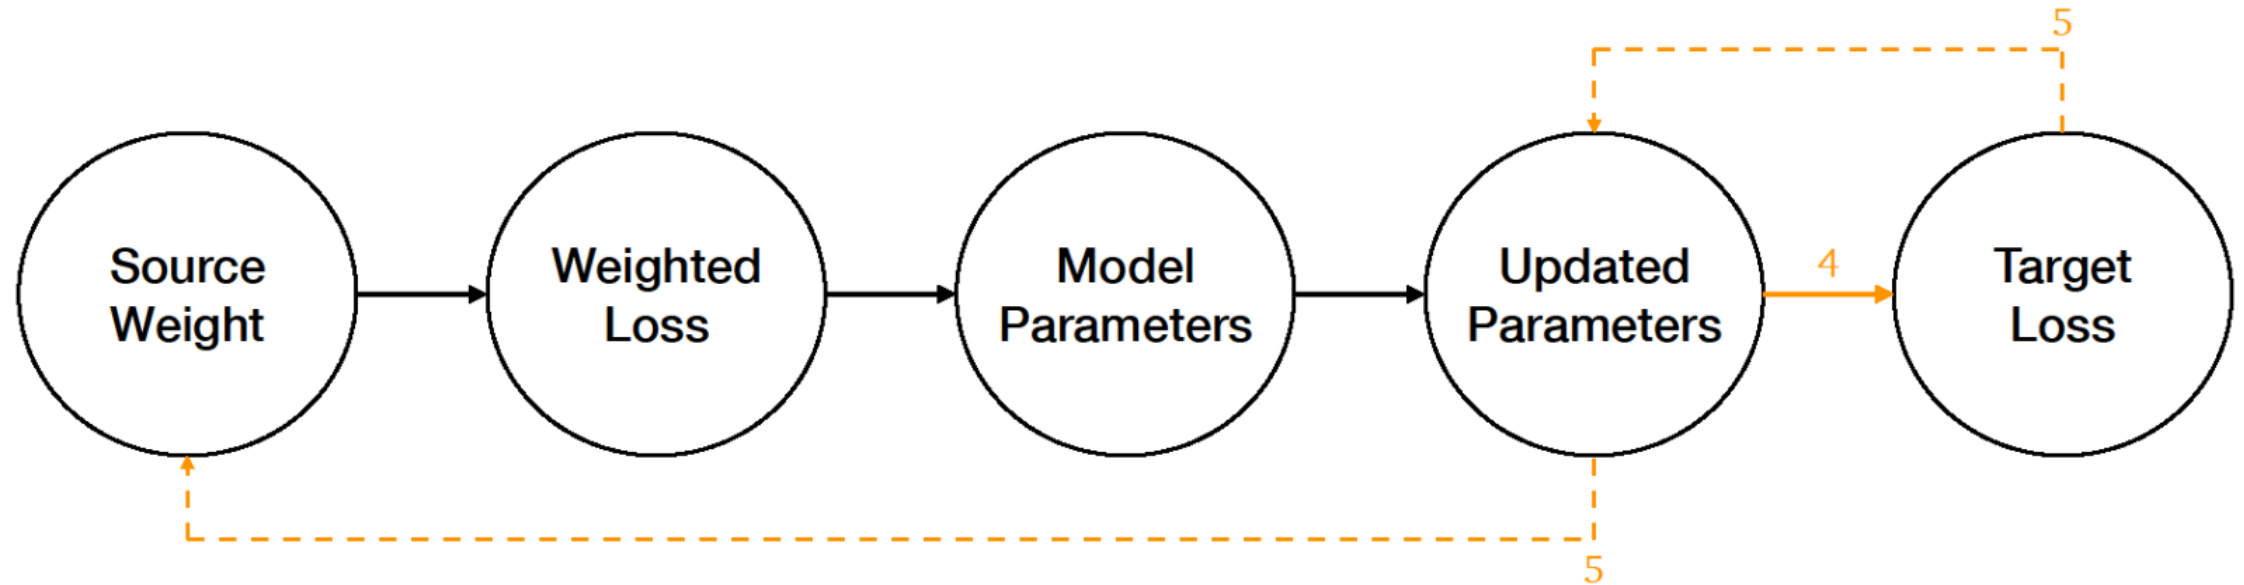 5
Source
Weight
Weighted
Loss
Model
Parameters
Updated
Parameters
4
Target
Loss
5